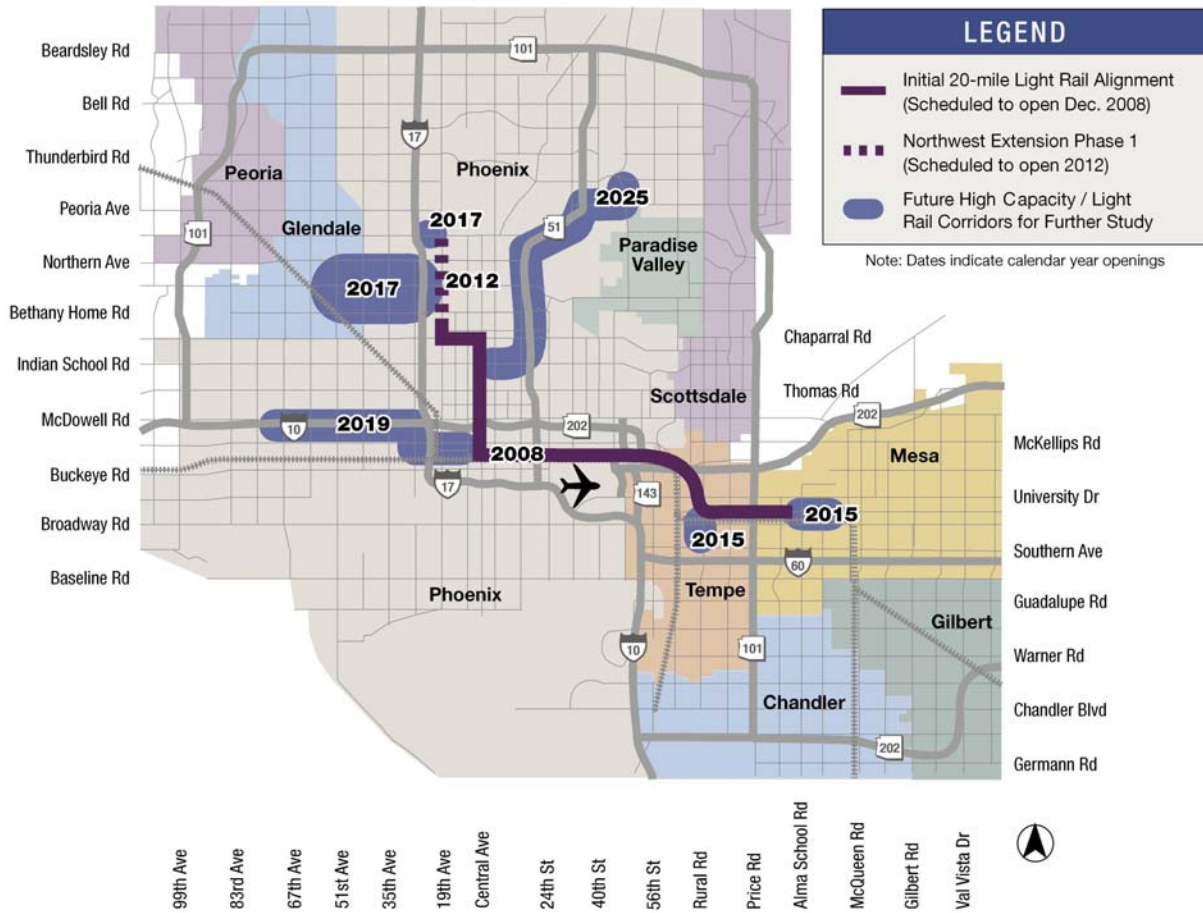 LEGEND
Initial 20-mile Light Rail Alignment
(Scheduled to open Dec. 2008)
Northwest Extension Phase 1
(Scheduled to open 2012)
Future High Capacity / Light
Rail Corridors for Further Study
Note: Dates indicate calendar year openings
Beardsley Rd
Bell Rd
Thunderbird Rd
Peoria Ave
Northern Ave
Bethany Home Rd
Indian School Rd
McDowell Rd
Buckeye Rd
Broadway Rd
Baseline Rd
101
17
Phoenix
Peoria
2025
2017
51
101
Glendale
Paradise
Valley
2017
2012
Chaparral Rd
Thomas Rd
Scottsdale
202
10
2019
202
McKellips Rd
2008
Mesa
17
143
University Dr
2015
2015
Southern Ave
60
Phoenix
Tempe
Guadalupe Rd
Gilbert
10
101
Warner Rd
Chandler
Chandler Blvd
202
Germann Rd
99th Ave
83rd Ave
67th Ave
51st Ave
35th Ave
19th Ave
Central Ave
24th St
40th St
56th St
Rural Rd
Price Rd
Alma School Rd
McQueen Rd
Gilbert Rd
Val Vista Dr